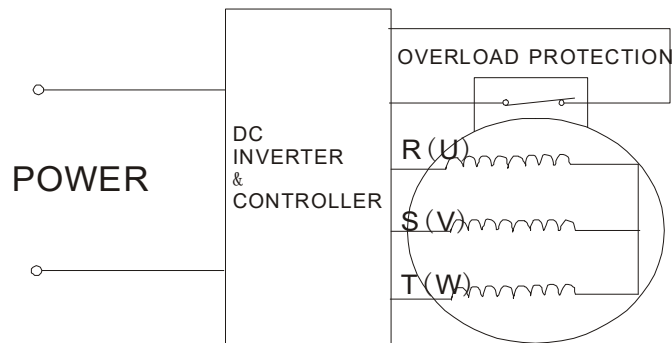 OVERLOAD PROTECTION
DC
INVERTER
&
CONTROLLER
POWER
R(U)
S(V)
T(W)